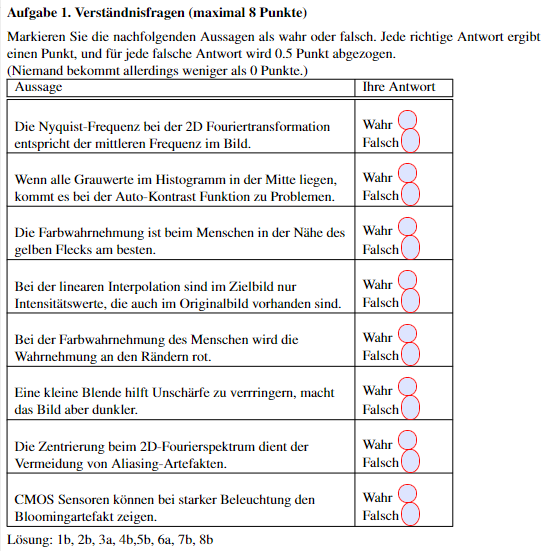 Aufgabe 1. Verständnisfragen (maximal 8 Punkte)
Markieren Sie die nachfolgenden Aussagen als wahr oder falsch. Jede richtige Antwort ergibt
einen Punkt, und für jede falsche Antwort wird 0.5 Punkt abgezogen.
(Niemand bekommt allerdings weniger als 0 Punkte.)
Aussage Ihre Antwort
Die Nyquist-Frequenz bei der 2D Fouriertransformation Wahr
entspricht der mittleren Frequenz im Bild. Falsch
Wenn alle Grauwerte im Histogramm in der Mitte liegen, Wahr
kommt es bei der Auto-Kontrast Funktion zu Problemen. Falsch
Die Farbwahrnehmung ist beim Menschen in der Nähe des Wahr
gelben Flecks am besten. Falsch
Bei der linearen Interpolation sind im Zielbild nur Wahr
Intensitätswerte, die auch im Originalbild vorhanden sind. Falsch
Bei der Farbwahrnehmung des Menschen wird die Wahr
Wahrnehmung an den Rändern rot. Falsch
Eine kleine Blende hilft Unschärfe zu verrringern, macht Wahr
das Bild aber dunkler. Falsch
Die Zentrierung beim 2D-Fourierspektrum dient der Wahr
Vermeidung von Aliasing-Artefakten. Falsch
CMOS Sensoren können bei starker Beleuchtung den Wahr
Bloomingartefakt zeigen. Falsch
Lösung: 1b, 2b, 3a, 4b,5b, 6a, 7b, 8b